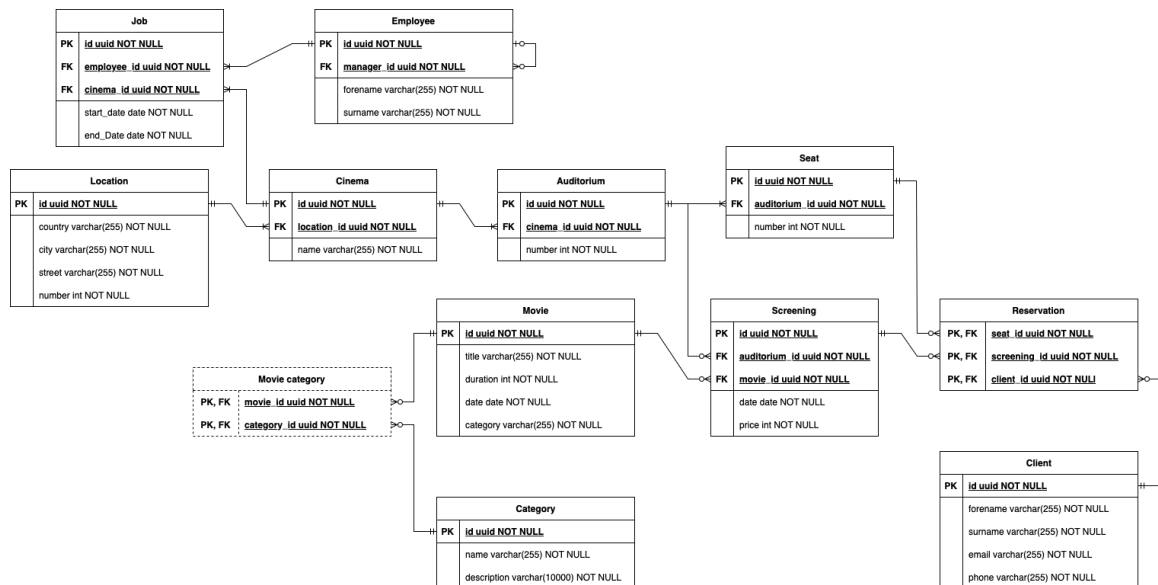 Job
PK id uuid NOT NULL
FK employee_id uuid NOT NULL
FK cinema_id uuid NOT NULL
start_date date NOT NULL
end_Date date NOT NULL
Employee
PK id uuid NOT NULL
FK manager_id uuid NOT NULL
forename varchar(255) NOT NULL
surname varchar(255) NOT NULL
Location
PK id uuid NOT NULL
country varchar(255) NOT NULL
city varchar(255) NOT NULL
street varchar(255) NOT NULL
number int NOT NULL
Cinema
PK id uuid NOT NULL
FK location_id uuid NOT NULL
name varchar(255) NOT NULL
Auditorium
PK id uuid NOT NULL
FK cinema_id uuid NOT NULL
number int NOT NULL
Seat
PK id uuid NOT NULL
FK auditorium_id uuid NOT NULL
number int NOT NULL
Movie
PK id uuid NOT NULL
title varchar(255) NOT NULL
duration int NOT NULL
date date NOT NULL
category varchar(255) NOT NULL
Screening
PK id uuid NOT NULL
FK auditorium_id uuid NOT NULL
FK movie_id uuid NOT NULL
date date NOT NULL
price int NOT NULL
Reservation
PK, FK seat_id uuid NOT NULL
PK, FK screening_id uuid NOT NULL
PK, FK client_id uuid NOT NULl
Movie category
PK, FK movie_id uuid NOT NULL
PK, FK category_id uuid NOT NULL
Category
PK id uuid NOT NULL
name varchar(255) NOT NULL
description varchar(10000) NOT NULL
Client
PK id uuid NOT NULL
forename varchar(255) NOT NULL
surname varchar(255) NOT NULL
email varchar(255) NOT NULL
phone varchar(255) NOT NULL